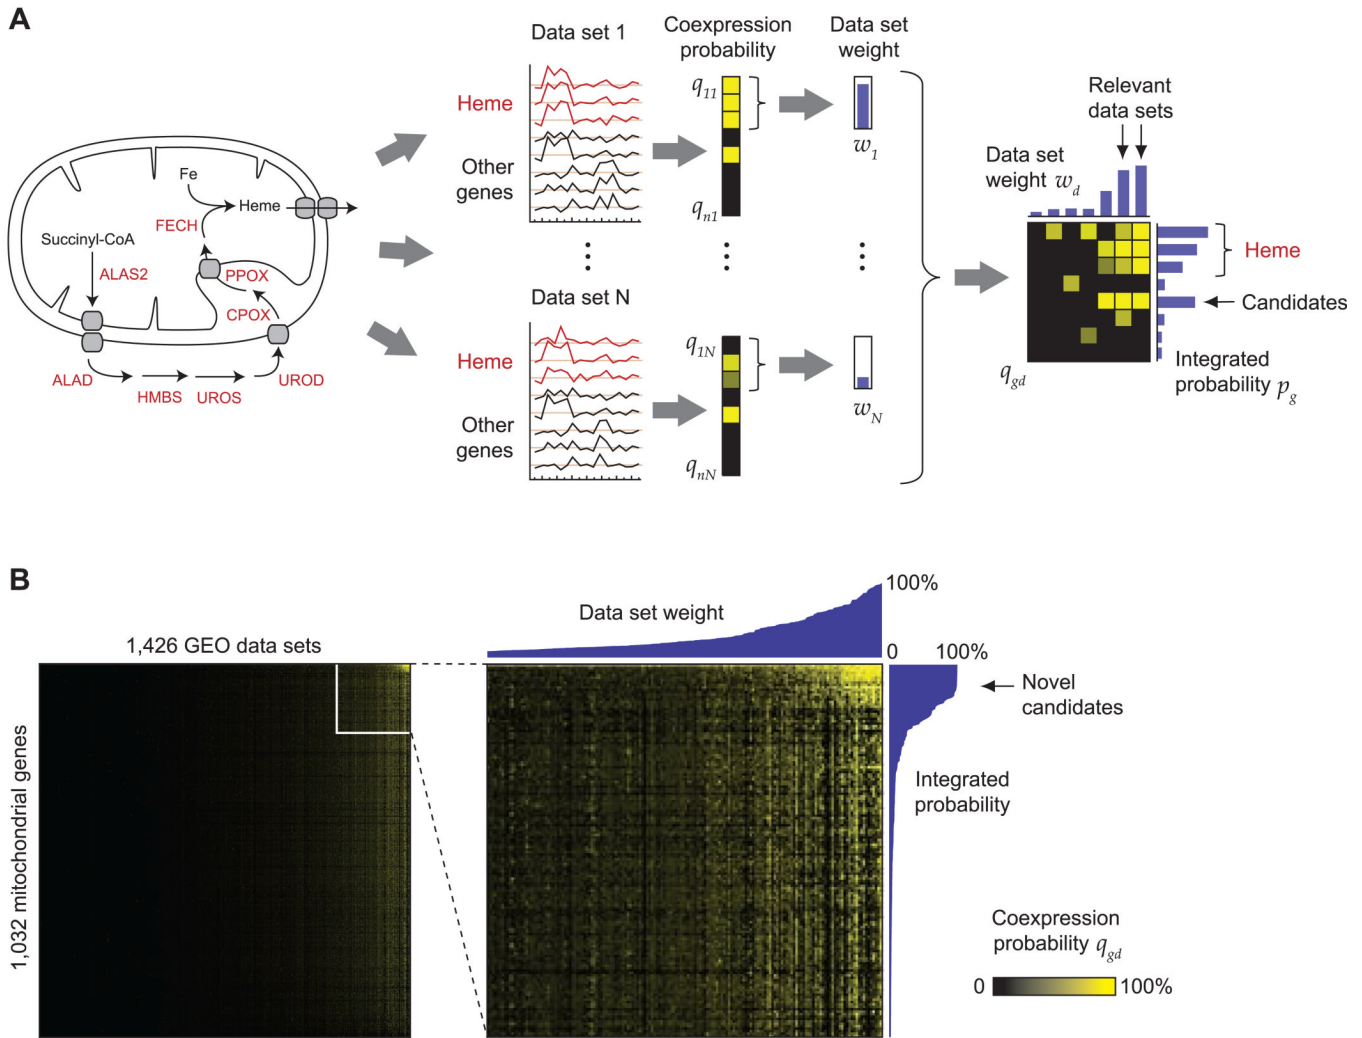 A
Fe
Heme
FECH
Succinyl-CoA
ALAS2
PPOX
CPOX
ALAD
HMBS
UROS
UROD
Data set 1
Heme
Other
genes
Data set N
Heme
Other
genes
Coexpression
probability
q11
qn1
q1N
qnN
Data set
weight
w1
wN
Relevant
data sets
Data set
weight wd
Heme
Candidates
Integrated
probability pg
qgd
B
1,426 GEO data sets
1,032 mitochondrial genes
Data set weight
100%
0
100%
Novel
candidates
Integrated
probability
Coexpression
probability qgd
0
100%